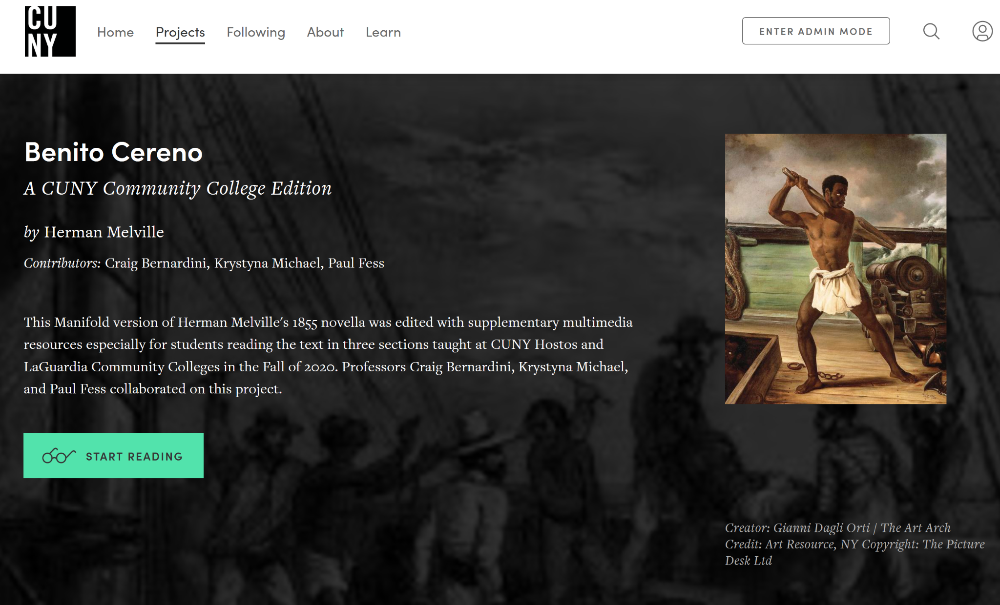 CU
NY
Home Projects Following About Learn
ENTER ADMIN MODE
Benito Cereno
A CUNY Community College Edition
by Herman Melville
Contributors: Craig Bernardini, Krystyna Michael, Paul Fess
This Manifold version of Herman Melville's 1855 novella was edited with supplementary multimedia
resources especially for students reading the text in three sections taught at CUNY Hostos and
LaGuardia Community Colleges in the Fall of 2020. Professors Craig Bernardini, Krystyna Michael,
and Paul Fess collaborated on this project.
START READING
Creator: Gianni Dagli Orti | The Art Arch
Credit: Art Resource, NY Copyright: The Picture
Desk Ltd